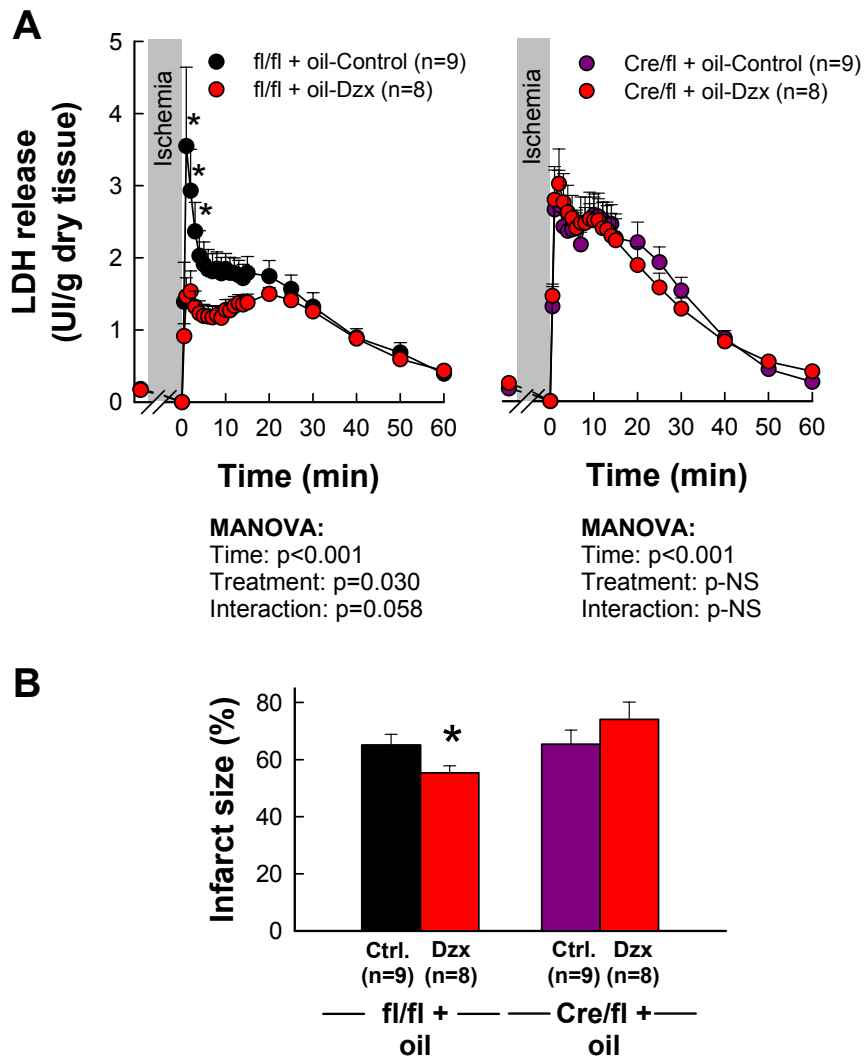 A
LDH release
(UI/g dry tissue)
5
4
3
2
1
0
Ischemia
fl/fl + oil-Control (n=9)
fl/fl + oil-Dzx (n=8)
*
*
*
0 10 20 30 40 50 60
Time (min)
MANOVA:
Time: p<0.001
Treatment: p=0.030
Interaction: p=0.058
Ischemia
Cre/fl + oil-Control (n=9)
Cre/fl + oil-Dzx (n=8)
0 10 20 30 40 50 60
Time (min)
MANOVA:
Time: p<0.001
Treatment: p-NS
Interaction: p-NS
B
Infarct size (%)
80
60
40
20
0
*
Ctrl. Dzx Ctrl. Dzx
(n=9) (n=8) (n=9) (n=8)
fl/fl + Cre/fl +
oil oil